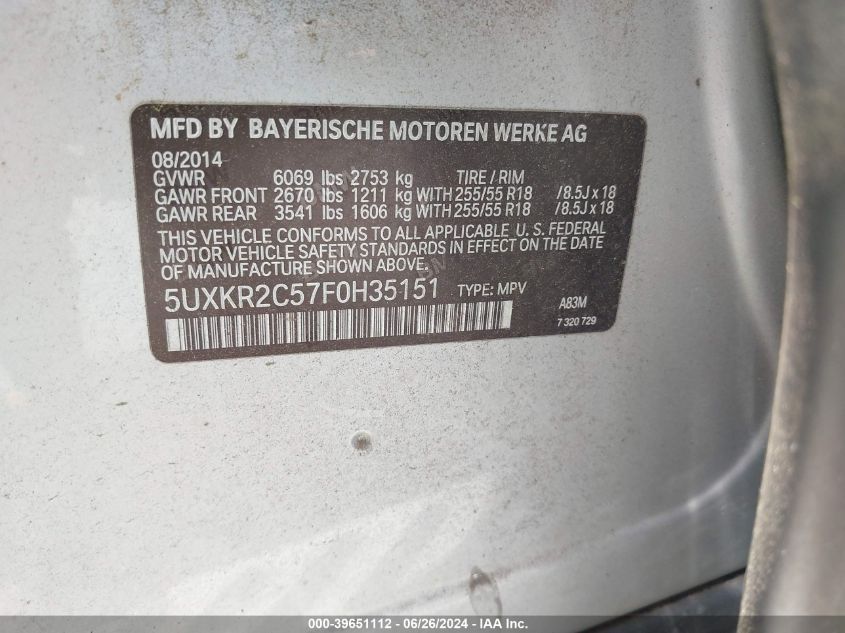 MFD BY BAYERISCHE MOTOREN WERKE AG
08/2014
GVWR 6069 lbs 2753 kg TIRE / RIM
GAWR FRONT 2670 lbs 1211 kg WITH 255/55 R18 /8.5J x 18
GAWR REAR 3541 lbs 1606 kg WITH 255/55 R18 /8.5J x 18
THIS VEHICLE CONFORMS TO ALL APPLICABLE U. S. FEDERAL
MOTOR VEHICLE SAFETY STANDARDS IN EFFECT ON THE DATE
OF MANUFACTURE SHOWN ABOVE.
5UXKR2C57F0H35151 TYPE: MPV A83M
7 320 729
000-39651112 - 06/26/2024 - IAA Inc.